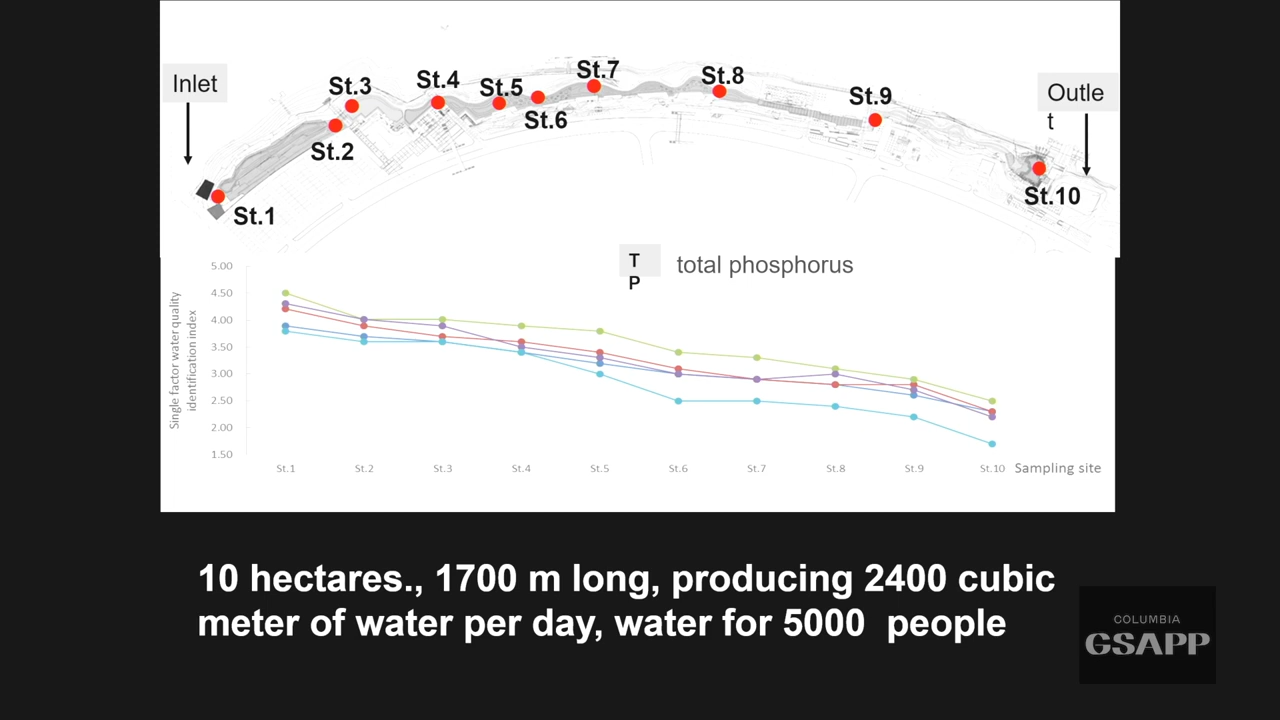 Inlet
St.1
St.2
St.3
St.4
St.5
St.6
St.7
St.8
St.9
St.10
Outle
t
T
P
total phosphorus
Single factor water quality
identification index
5.00
4.50
4.00
3.50
3.00
2.50
2.00
1.50
St.1 St.2 St.3 St.4 St.5 St.6 St.7 St.8 St.9 St.10 Sampling site
10 hectares., 1700 m long, producing 2400 cubic
meter of water per day, water for 5000 people
COLUMBIA
GSAPP